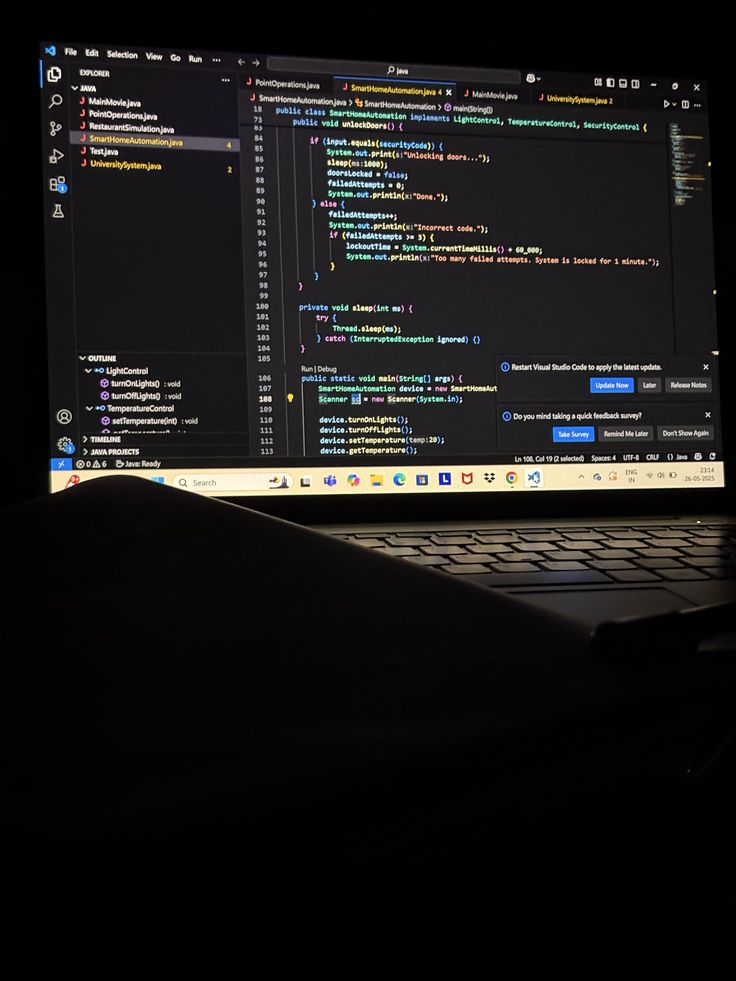 File Edit Selection View Go Run ...
java
EXPLORER
...
JAVA
MainMovie.java
PointOperations.java
RestaurantSimulation.java
SmartHomeAutomation.java 4
Test.java
UniversitySystem.java 2
OUTLINE
LightControl
turnOnLights() : void
turnOffLights() : void
TemperatureControl
setTemperature(int) : void
TIMELINE
JAVA PROJECTS
PointOperations.java
SmartHomeAutomation.java 4
MainMovie.java
UniversitySystem.java 2
SmartHomeAutomation.java > SmartHomeAutomation > main(String[])
18 public class SmartHomeAutomation implements LightControl, TemperatureControl, SecurityControl {
73 public void unlockDoors() {
83
84 if (input.equals(securityCode)) {
85 System.out.print(s:"Unlocking doors...");
86 sleep(ms:1000);
87 doorsLocked = false;
88 failedAttempts = 0;
89 System.out.println(x:"Done.");
90 } else {
91 failedAttempts++;
92 System.out.println(x:"Incorrect code.");
93 if (failedAttempts >= 3) {
94 lockoutTime = System.currentTimeMillis() + 60_000;
95 System.out.println(x:"Too many failed attempts. System is locked for 1 minute.");
96 }
97 }
98 }
99
100 private void sleep(int ms) {
101 try {
102 Thread.sleep(ms);
103 } catch (InterruptedException ignored) {}
104 }
105
Run | Debug
106 public static void main(String[] args) {
107 SmartHomeAutomation device = new SmartHomeAut
108 Scanner sc = new Scanner(System.in);
109
110 device.turnOnLights();
111 device.turnOffLights();
112 device.setTemperature(temp:20);
113 device.getTemperature();
Restart Visual Studio Code to apply the latest update.
Update Now Later Release Notes
Do you mind taking a quick feedback survey?
Take Survey Remind Me Later Don't Show Again
0 6 Java: Ready
Ln 108, Col 19 (2 selected) Spaces: 4 UTF-8 CRLF {} Java
Search
ENG
IN
23:14
26-05-2025